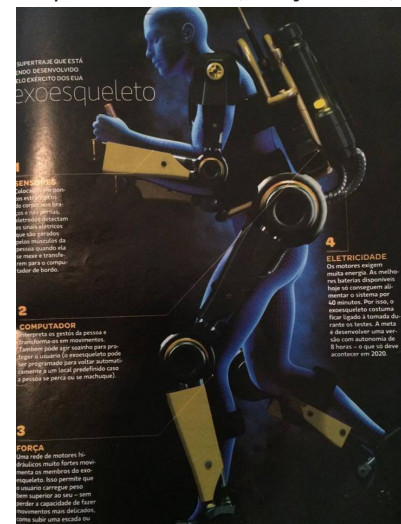 SUPERTRAJE QUE ESTÁ
ENDO DESENVOLVIDO
ELO EXÉRCITO DOS EUA
exoesqueleto
1
SENSORES
Colocados em pon-
tos estratégicos
do corpo, nos bra-
ços e nas pernas,
eletrodos detectam
os sinais elétricos
que são gerados
pelos músculos da
pessoa quando ela
se mexe e transfe-
rem para o compu-
tador de bordo.
2
COMPUTADOR
Interpreta os gestos da pessoa e
transforma-os em movimentos.
Também pode agir sozinho para pro-
teger o usuário (o exoesqueleto pode
ser programado para voltar automati-
camente a um local predefinido caso
a pessoa se perca ou se machuque).
3
FORÇA
Uma rede de motores hi-
dráulicos muito fortes movi-
menta os membros do exo-
esqueleto. Isso permite que
o usuário carregue peso
bem superior ao seu – sem
perder a capacidade de fazer
movimentos mais delicados,
como subir uma escada ou
4
ELETRICIDADE
Os motores exigem
muita energia. As melho-
res baterias disponíveis
hoje só conseguem ali-
mentar o sistema por
40 minutos. Por isso, o
exoesqueleto costuma
ficar ligado à tomada du-
rante os testes. A meta
é desenvolver uma ver-
são com autonomia de
8 horas – o que só deve
acontecer em 2020.